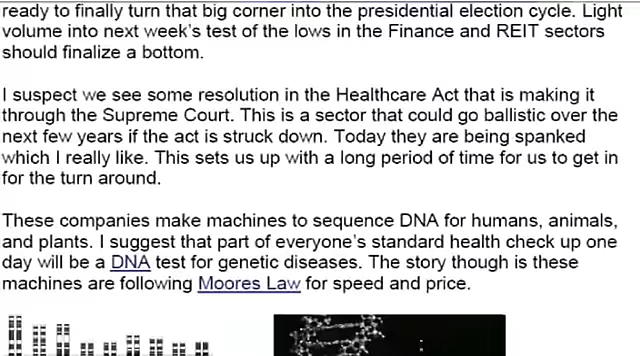 ready to finally turn that big corner into the presidential election cycle. Light
volume into next week's test of the lows in the Finance and REIT sectors
should finalize a bottom.
I suspect we see some resolution in the Healthcare Act that is making it
through the Supreme Court. This is a sector that could go ballistic over the
next few years if the act is struck down. Today they are being spanked
which I really like. This sets us up with a long period of time for us to get in
for the turn around.
These companies make machines to sequence DNA for humans, animals,
and plants. I suggest that part of everyone's standard health check up one
day will be a DNA test for genetic diseases. The story though is these
machines are following Moores Law for speed and price.